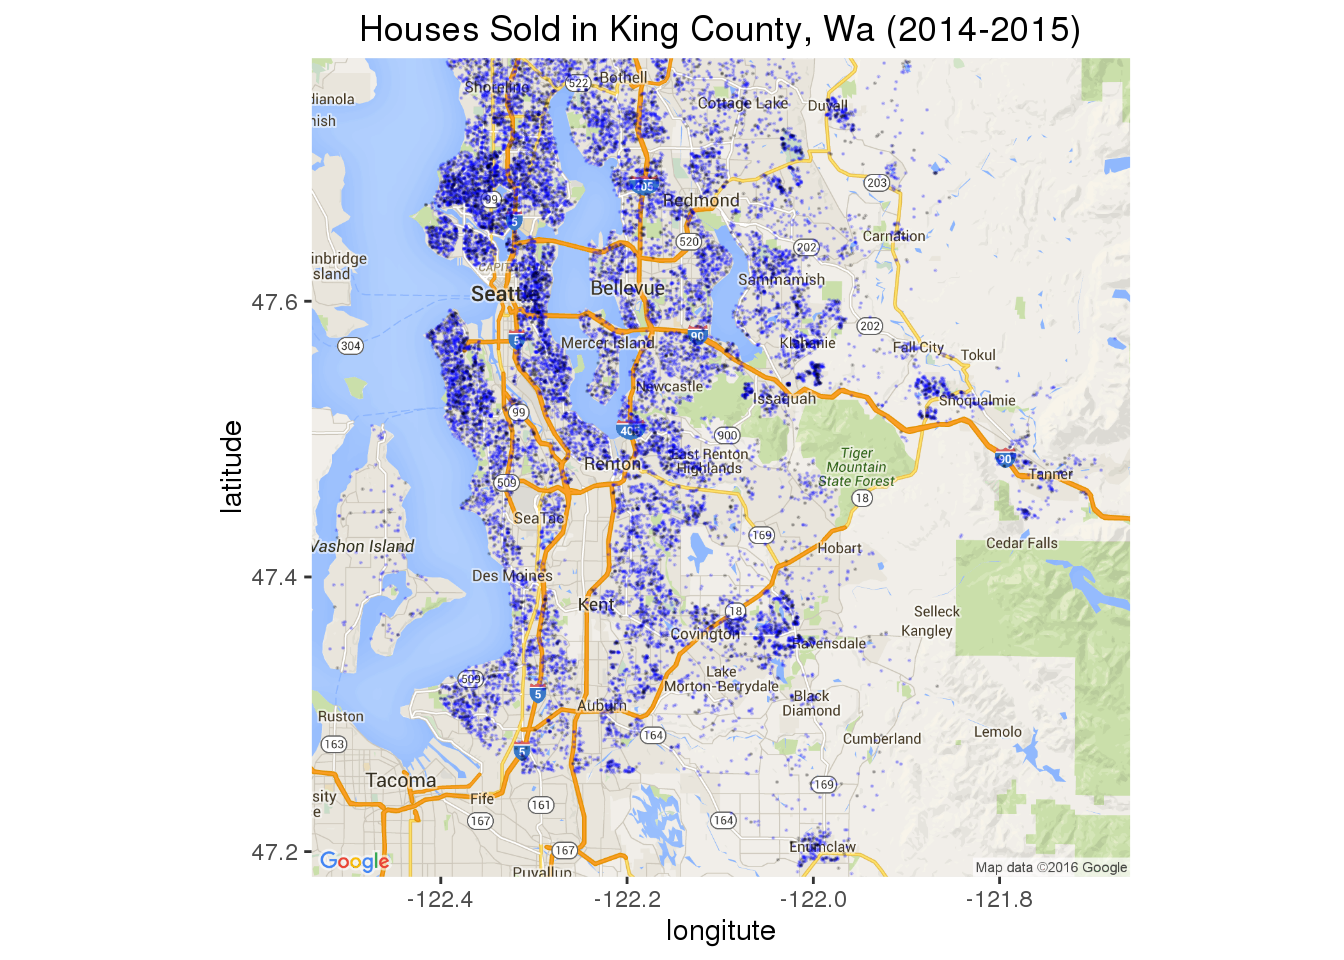 Houses Sold in King County, Wa (2014-2015)
dianola
nish
Shoreline
522
Bothell
Cottage Lake
Duvall
99
5
405
Redmond
203
520
202
Carnation
inbridge
sland
CAPIT
Seattle
Bellevue
Sammamish
304
5
Mercer Island
90
Klahanie
202
Fall City
Tokul
Newcastle
Issaquah
Snoqualmie
99
405
900
East Renton
Highlands
Renton
Tiger
Mountain
State Forest
90
Tanner
509
18
SeaTac
169
Vashon Island
Hobart
Cedar Falls
Des Moines
Kent
18
Selleck
Kangley
Covington
Ravensdale
Lake
Morton-Berrydale
509
5
Black
Diamond
Auburn
Ruston
163
164
Cumberland
Lemolo
5
Tacoma
sity
e
Fife
161
169
167
164
167
Enumclaw
Puyallup
Google
Map data ©2016 Google
47.6
47.4
47.2
latitude
-122.4
-122.2
-122.0
-121.8
longitute